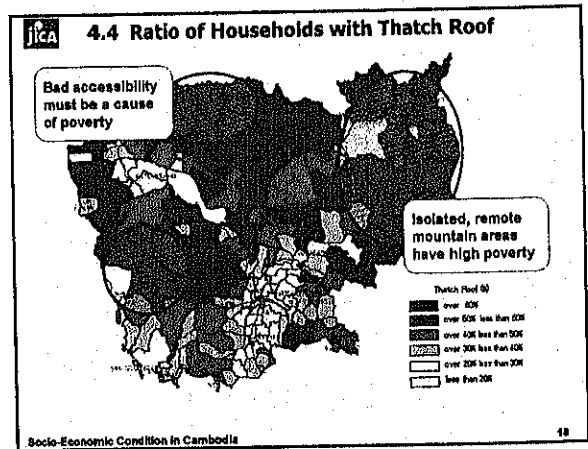 jICA
4.4 Ratio of Households with Thatch Roof
Bad accessibility
must be a cause
of poverty
Isolated, remote
mountain areas
have high poverty
Thatch Roof (%)
over 60%
over 50% less than 60%
over 40% less than 50%
over 30% less than 40%
over 20% less than 30%
less than 20%
Socio-Economic Condition in Cambodia
18